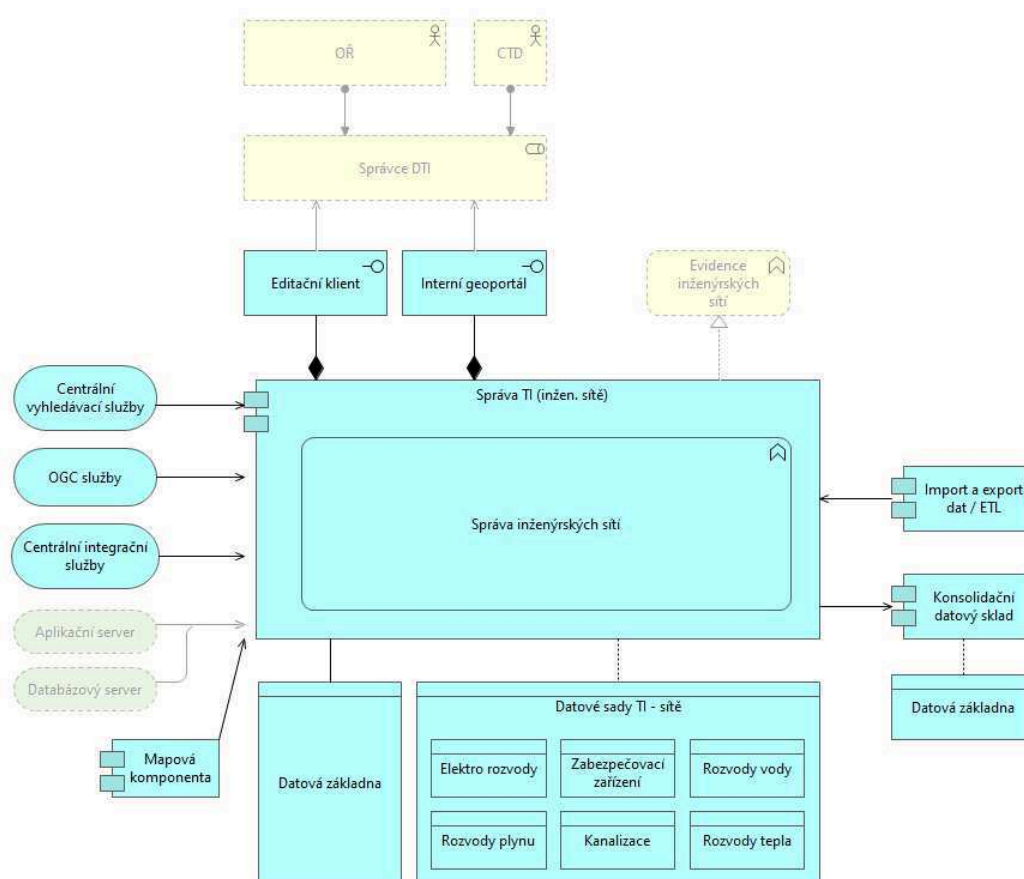 OŘ
CTD
Správce DTI
Editační klient
Interní geoportál
Evidence
inženýrských
sítí
Centrální
vyhledávací služby
Správa TI (inžen. sítě)
OGC služby
Správa inženýrských sítí
Import a export
dat / ETL
Centrální integrační
služby
Konsolidační
datový sklad
Aplikační server
Databázový server
Datová základna
Datové sady TI - sítě
Mapová
komponenta
Datová základna
Elektro rozvody
Zabezpečovací
zařízení
Rozvody vody
Rozvody plynu
Kanalizace
Rozvody tepla